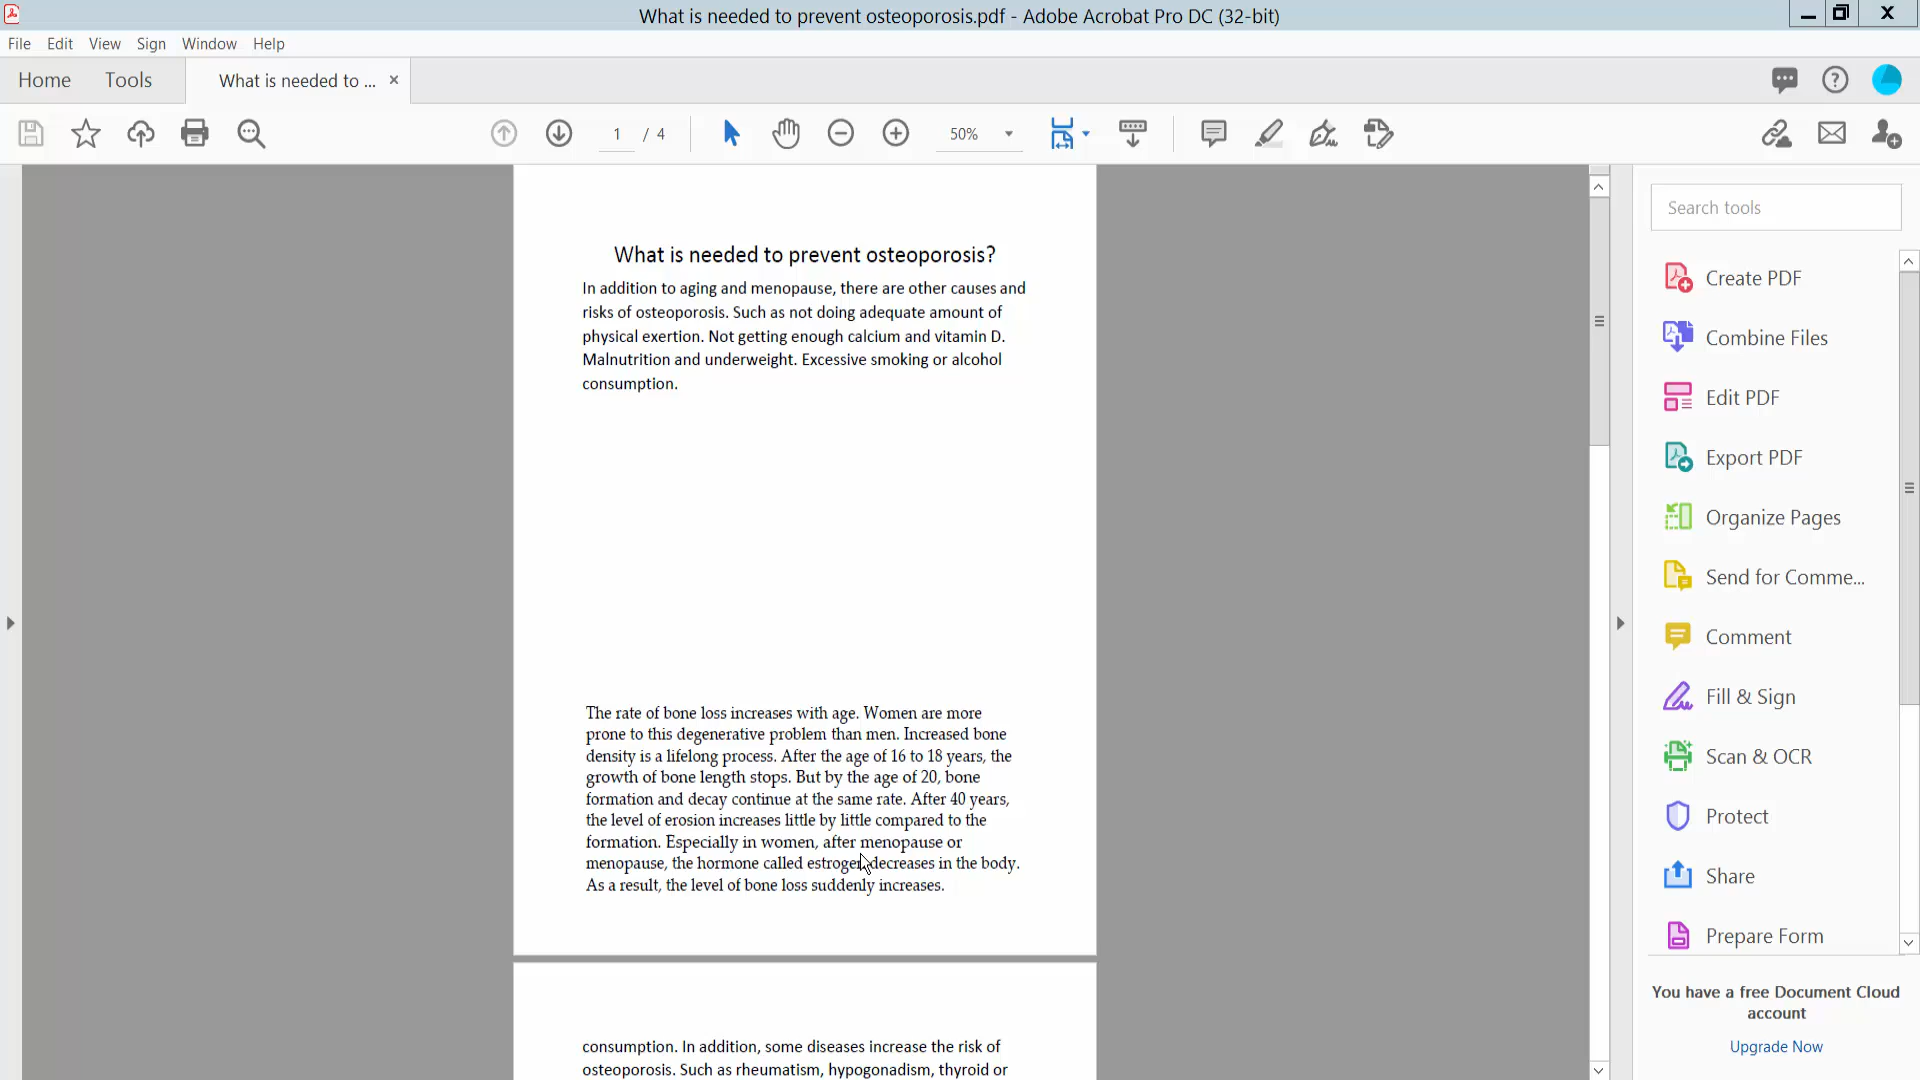 What is needed to prevent osteoporosis.pdf - Adobe Acrobat Pro DC (32-bit)
File Edit View Sign Window Help
Home Tools What is needed to ... ×
1 / 4 50%
Search tools
Create PDF
Combine Files
Edit PDF
Export PDF
Organize Pages
Send for Comme...
Comment
Fill & Sign
Scan & OCR
Protect
Share
Prepare Form
You have a free Document Cloud
account
Upgrade Now
What is needed to prevent osteoporosis?
In addition to aging and menopause, there are other causes and
risks of osteoporosis. Such as not doing adequate amount of
physical exertion. Not getting enough calcium and vitamin D.
Malnutrition and underweight. Excessive smoking or alcohol
consumption.
The rate of bone loss increases with age. Women are more
prone to this degenerative problem than men. Increased bone
density is a lifelong process. After the age of 16 to 18 years, the
growth of bone length stops. But by the age of 20, bone
formation and decay continue at the same rate. After 40 years,
the level of erosion increases little by little compared to the
formation. Especially in women, after menopause or
menopause, the hormone called estrogen decreases in the body.
As a result, the level of bone loss suddenly increases.
consumption. In addition, some diseases increase the risk of
osteoporosis. Such as rheumatism, hypogonadism, thyroid or